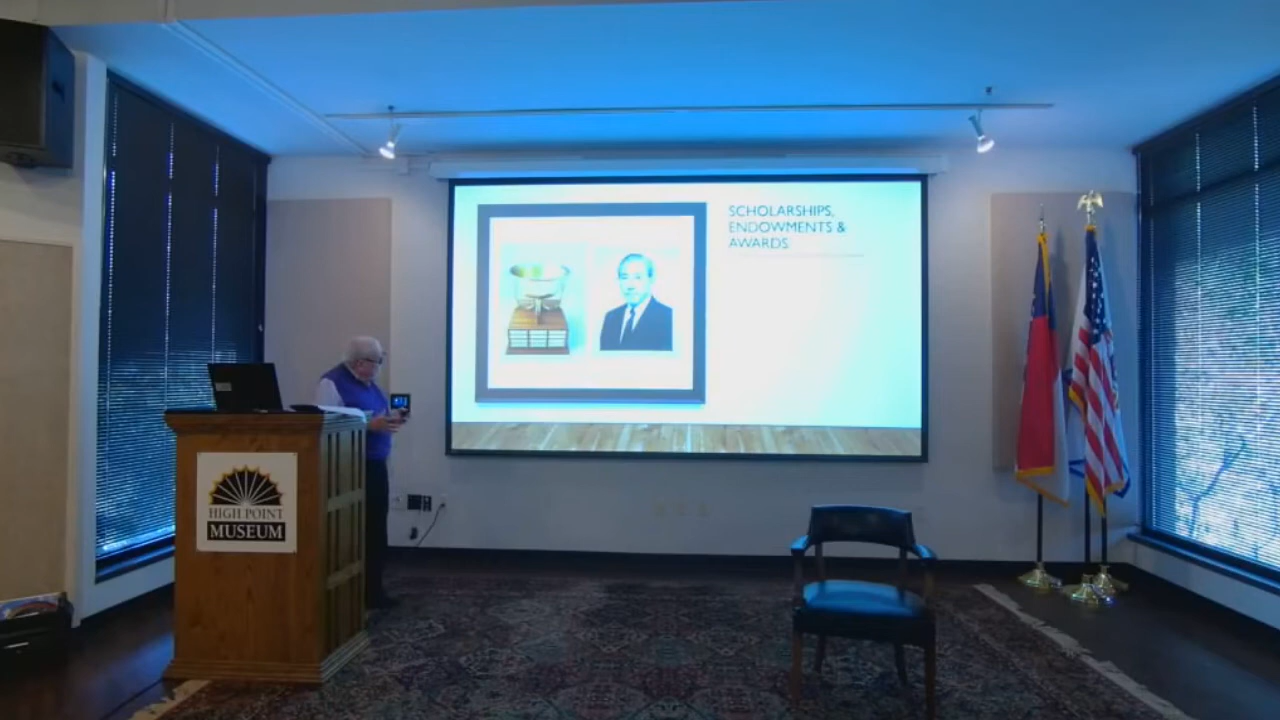 SCHOLARSHIPS,
ENDOWMENTS &
AWARDS
HIGH POINT
MUSEUM